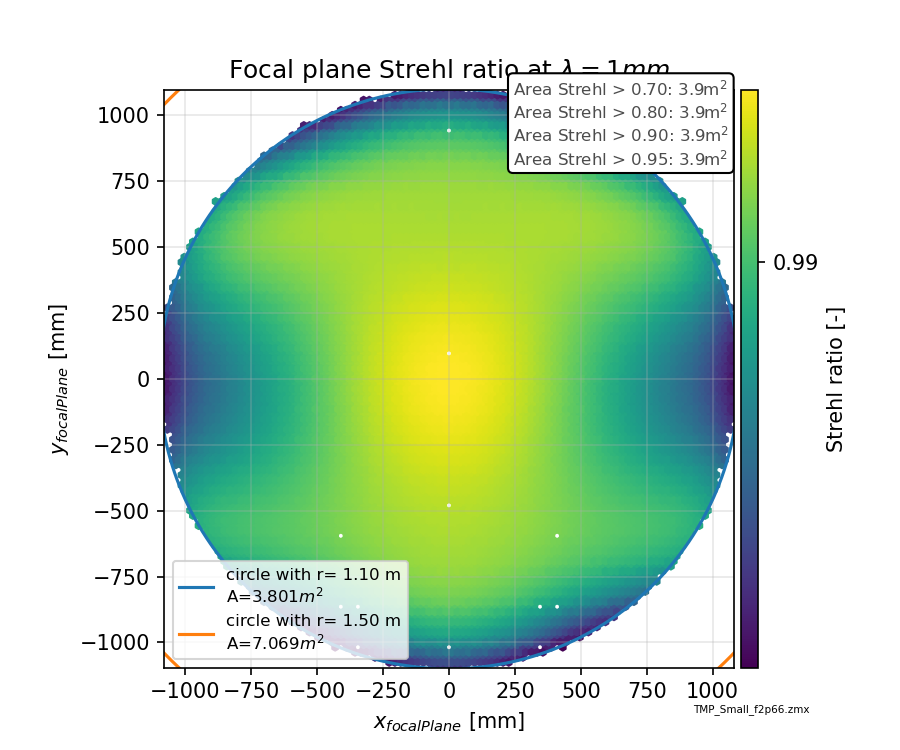 Focal plane Strehl ratio at λ = 1mm
Area Strehl > 0.70: 3.9m²
Area Strehl > 0.80: 3.9m²
Area Strehl > 0.90: 3.9m²
Area Strehl > 0.95: 3.9m²
1000
750
500
250
0
−250
−500
−750
−1000
y_focalPlane [mm]
0.99
Strehl ratio [-]
circle with r= 1.10 m
A=3.801m²
circle with r= 1.50 m
A=7.069m²
−1000 −750 −500 −250 0 250 500 750 1000
x_focalPlane [mm]
TMP_Small_f2p66.zmx